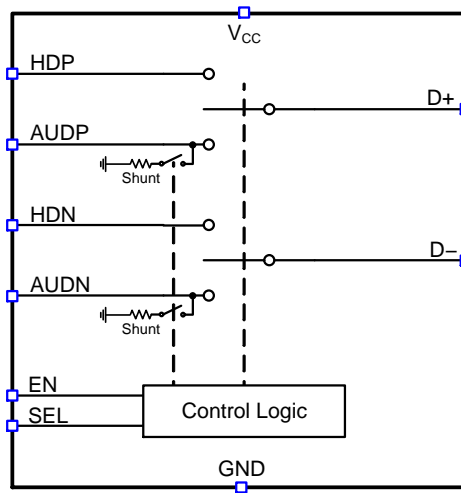 VCC
HDP
D+
AUDP
Shunt
HDN
D−
AUDN
Shunt
EN
SEL
Control Logic
GND